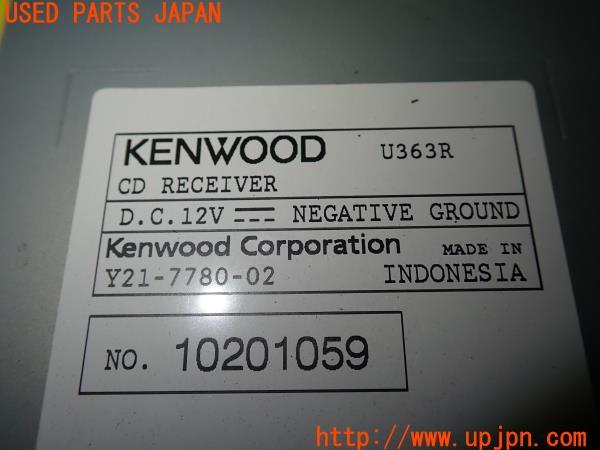 USED PARTS JAPAN
KENWOOD U363R
CD RECEIVER
D.C.12V NEGATIVE GROUND
Kenwood Corporation MADE IN
Y21-7780-02 INDONESIA
NO. 10201059
http://www.upjpn.com/